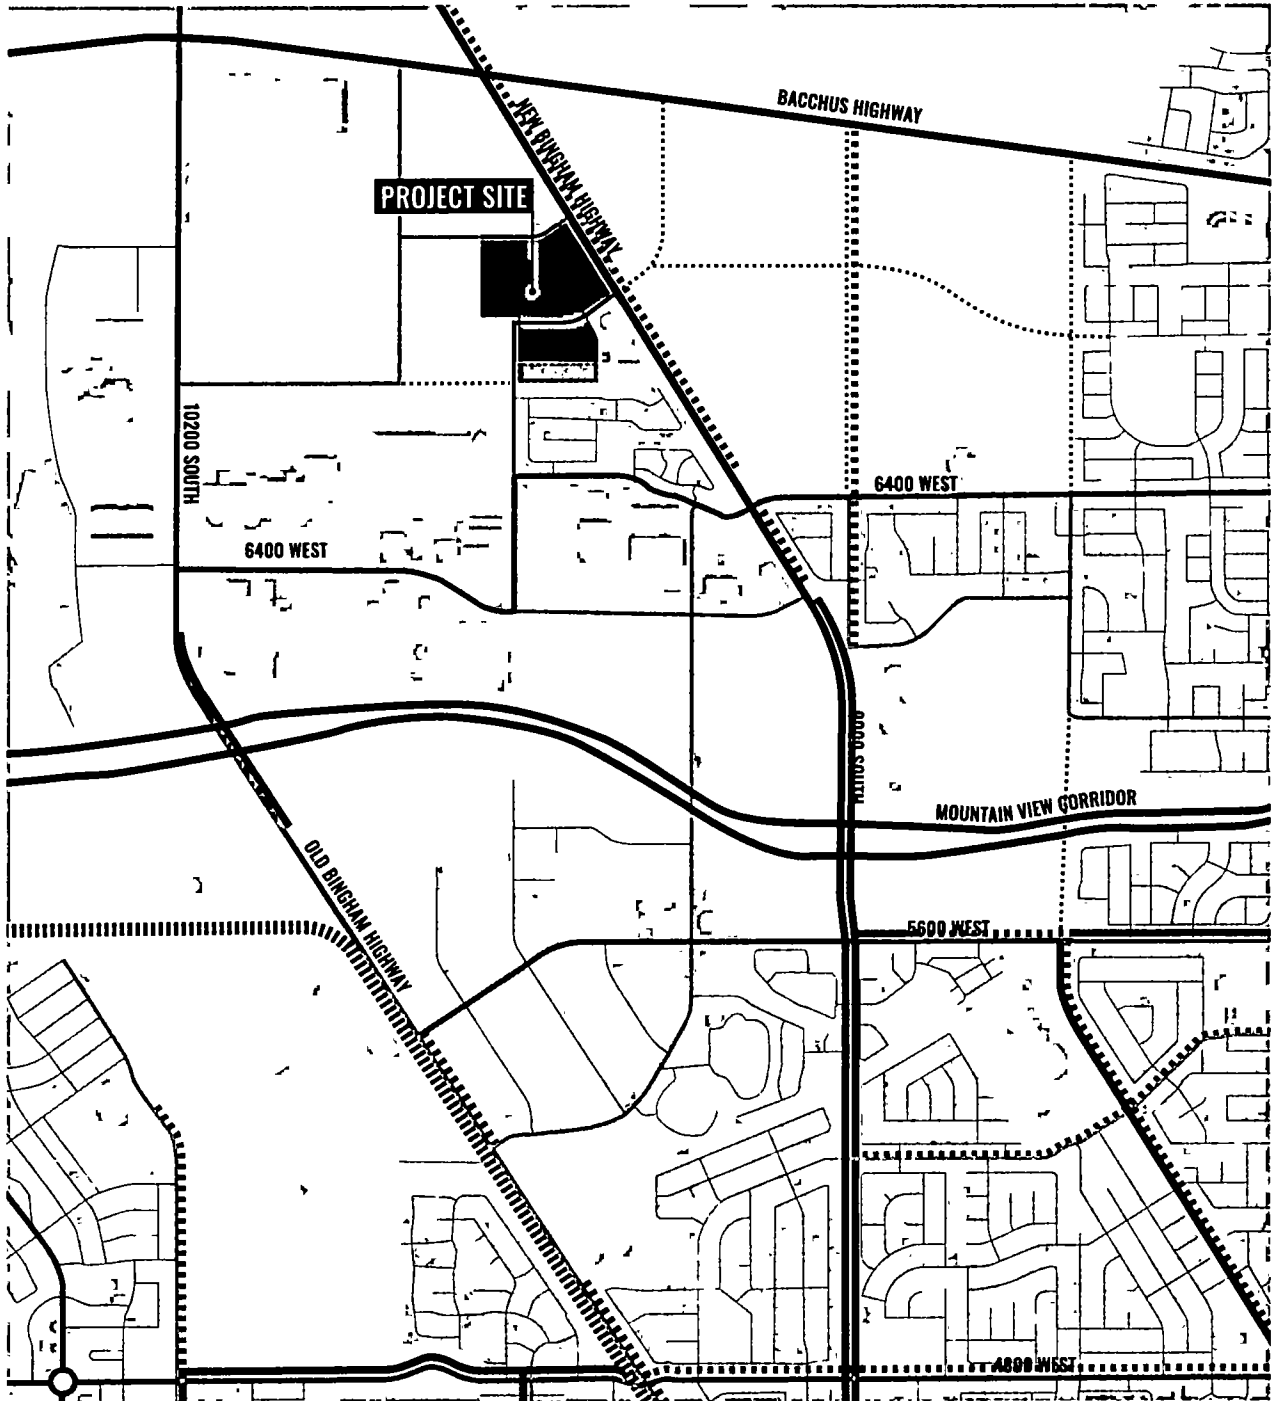 BACCHUS HIGHWAY
NEW BINGHAM HIGHWAY
PROJECT SITE
10200 SOUTH
6400 WEST
6400 WEST
SOUTH
MOUNTAIN VIEW CORRIDOR
OLD BINGHAM HIGHWAY
5600 WEST
4800 WEST